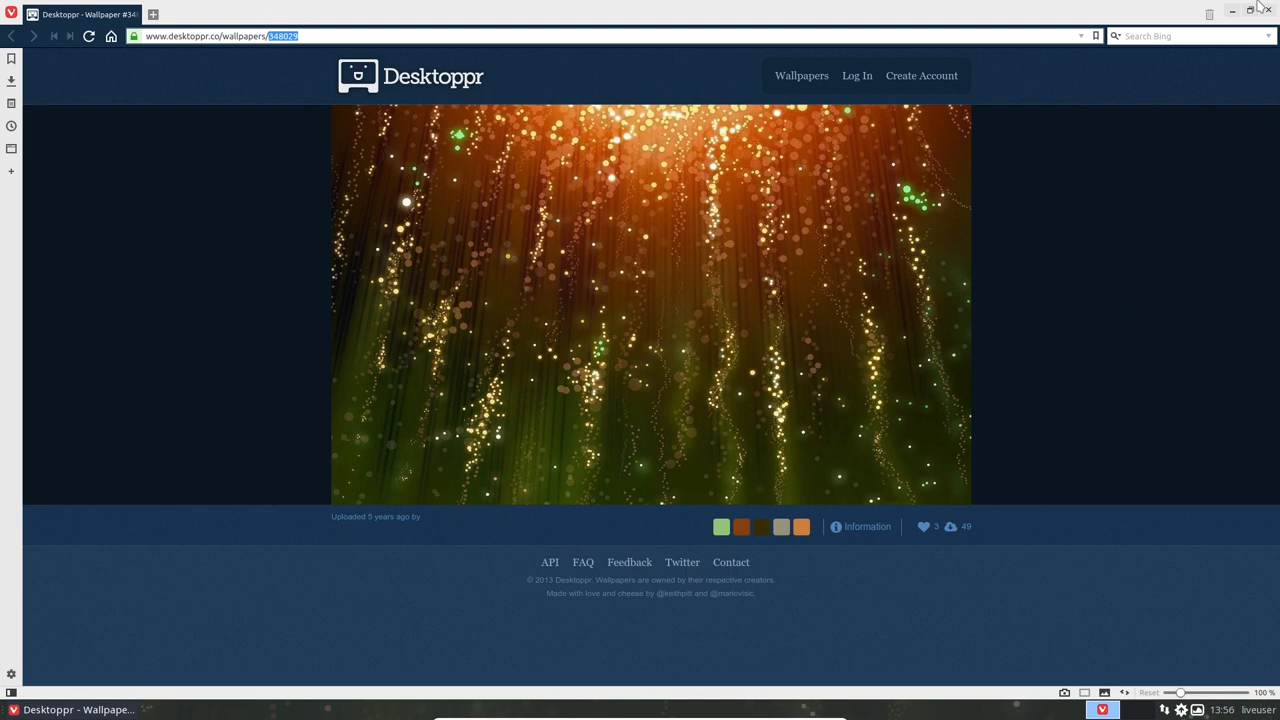 Desktoppr - Wallpaper #34
www.desktoppr.co/wallpapers/348029
Search Bing
Desktoppr
Wallpapers Log In Create Account
Uploaded 5 years ago by
Information 3 49
API FAQ Feedback Twitter Contact
© 2013 Desktoppr. Wallpapers are owned by their respective creators.
Made with love and cheese by @keithpitt and @mariovisic.
Reset 100 %
Desktoppr - Wallpape... 13:56 liveuser